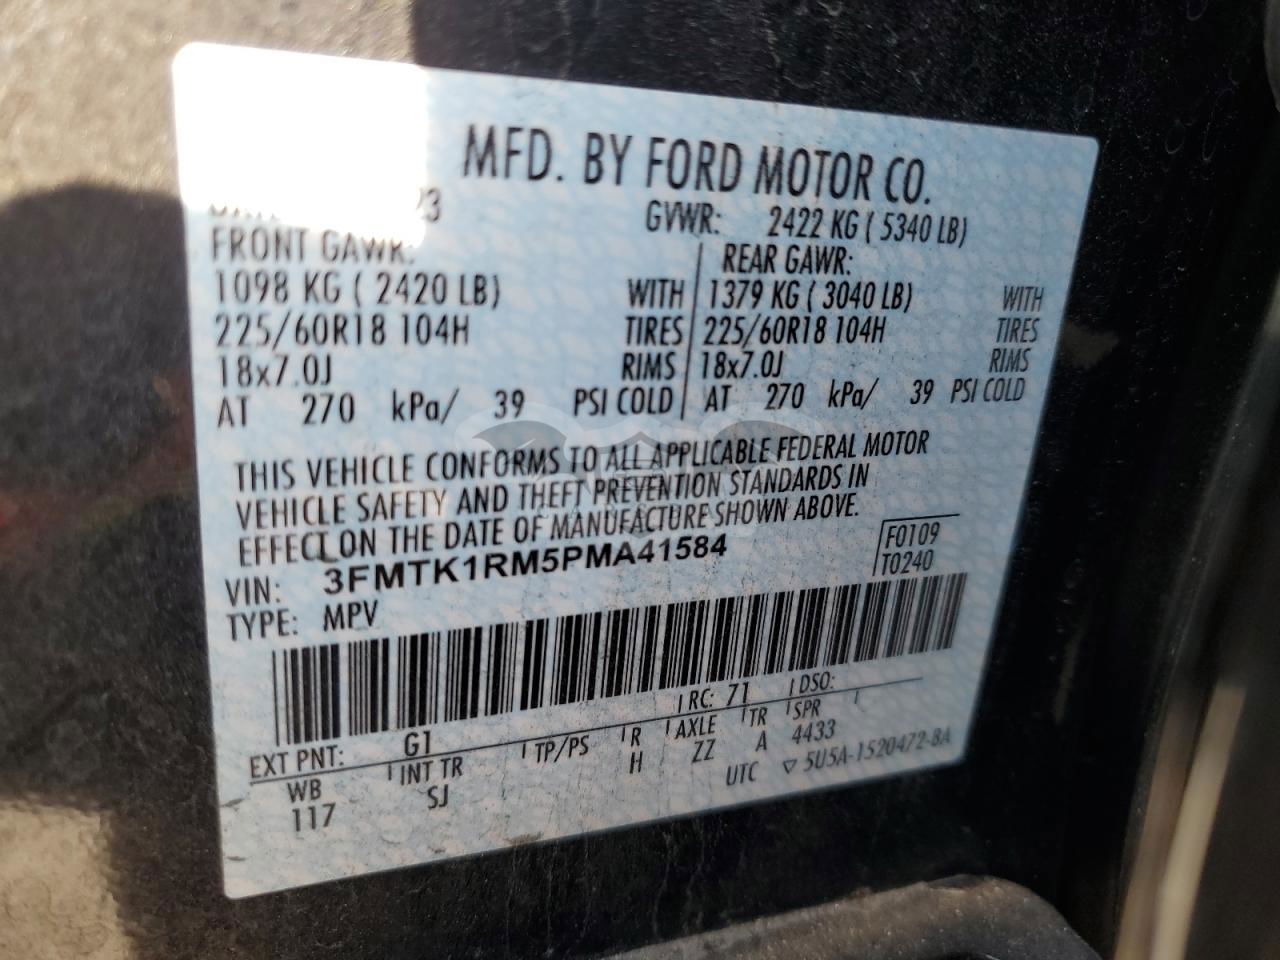 MFD. BY FORD MOTOR CO.
23 GVWR: 2422 KG ( 5340 LB)
FRONT GAWR: REAR GAWR:
1098 KG ( 2420 LB) WITH 1379 KG ( 3040 LB) WITH
225/60R18 104H TIRES 225/60R18 104H TIRES
18x7.0J RIMS 18x7.0J RIMS
AT 270 kPa/ 39 PSI COLD AT 270 kPa/ 39 PSI COLD
THIS VEHICLE CONFORMS TO ALL APPLICABLE FEDERAL MOTOR
VEHICLE SAFETY AND THEFT PREVENTION STANDARDS IN
EFFECT ON THE DATE OF MANUFACTURE SHOWN ABOVE.
VIN: 3FMTK1RM5PMA41584 F0109
TYPE: MPV T0240
EXT PNT: G1 RC: 71 DSO:
WB INT TR TP/PS R AXLE TR SPR
117 SJ H ZZ A 4433
UTC ▽ 5U5A-1520472-BA